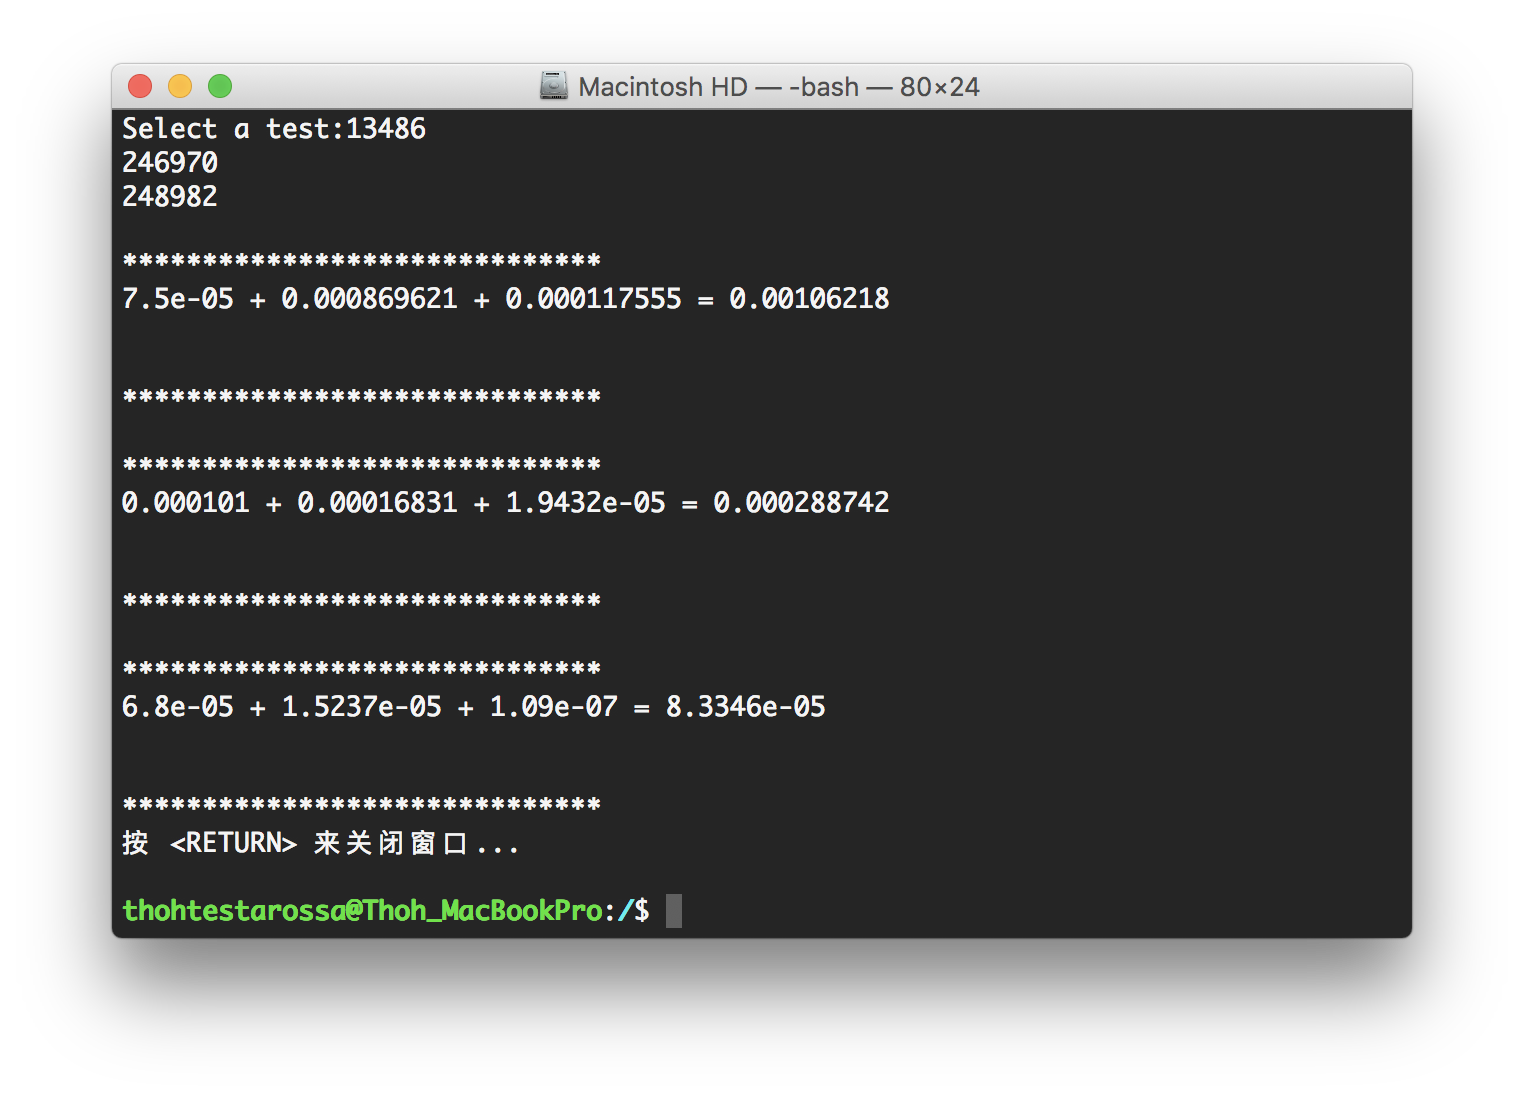 Macintosh HD — -bash — 80×24
Select a test:13486
246970
248982
******************************
7.5e-05 + 0.000869621 + 0.000117555 = 0.00106218
******************************
******************************
0.000101 + 0.00016831 + 1.9432e-05 = 0.000288742
******************************
******************************
6.8e-05 + 1.5237e-05 + 1.09e-07 = 8.3346e-05
******************************
按 <RETURN> 来关闭窗口...
thohtestarossa@Thoh_MacBookPro:/$